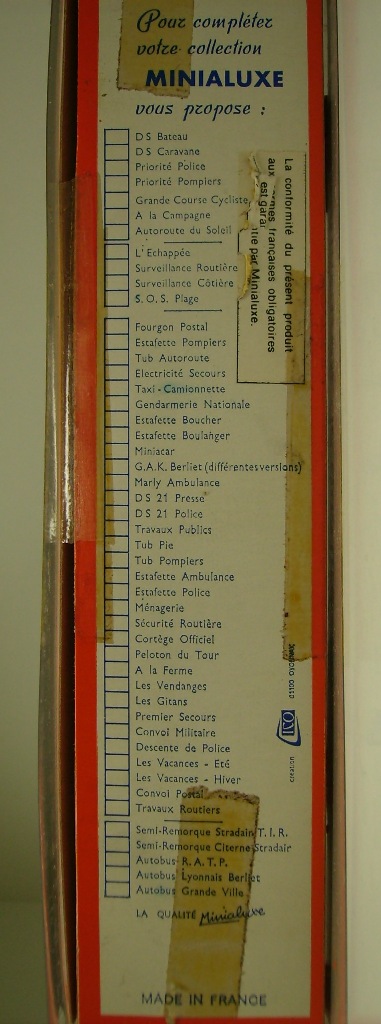 Pour compléter
votre collection
MINIALUXE
vous propose :
DS Bateau
DS Caravane
Priorité Police
Priorité Pompiers
Grande Course Cycliste
A la Campagne
Autoroute du Soleil
L'Echappée
Surveillance Routière
Surveillance Côtière
S.O.S. Plage
Fourgon Postal
Estafette Pompiers
Tub Autoroute
Electricité Secours
Taxi-Camionnette
Gendarmerie Nationale
Estafette Boucher
Estafette Boulanger
Miniacar
G.A.K. Berliet (différentes versions)
Marly Ambulance
DS 21 Presse
DS 21 Police
Travaux Publics
Tub Pie
Tub Pompiers
Estafette Ambulance
Estafette Police
Ménagerie
Sécurité Routière
Cortège Officiel
Peloton du Tour
A la Ferme
Les Vendanges
Les Gitans
Premier Secours
Convoi Militaire
Descente de Police
Les Vacances - Eté
Les Vacances - Hiver
Convoi Postal
Travaux Routiers
Semi-Remorque Stradair T.I.R.
Semi-Remorque Citerne Stradair
Autobus R.A.T.P.
Autobus Lyonnais Berliet
Autobus Grande Ville
LA QUALITÉ Minialuxe
MADE IN FRANCE
La conformité du présent produit
aux françaises obligatoires
est par Minialuxe
création